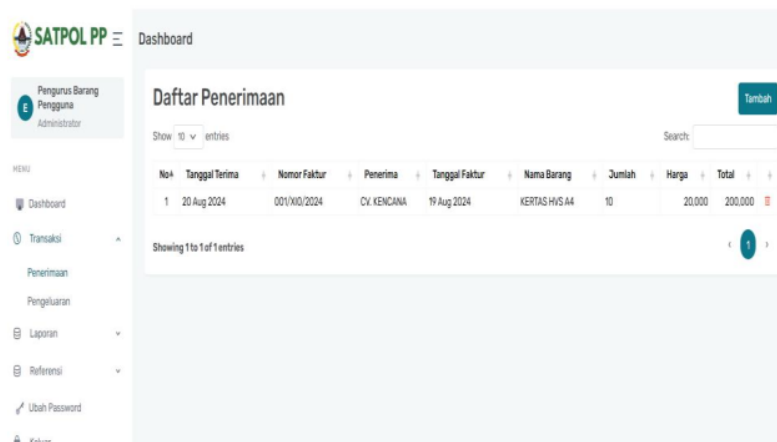 SATPOL PP
Dashboard
E
Pengurus Barang
Pengguna
Administrator
MENU
Dashboard
Transaksi
Penerimaan
Pengeluaran
Laporan
Referensi
Ubah Password
Keluar
Daftar Penerimaan
Tambah
Show 10 entries
Search:
No Tanggal Terima Nomor Faktur Penerima Tanggal Faktur Nama Barang Jumlah Harga Total
1 20 Aug 2024 001/XIO/2024 CV. KENCANA 19 Aug 2024 KERTAS HVS A4 10 20,000 200,000
Showing 1 to 1 of 1 entries
‹ 1 ›